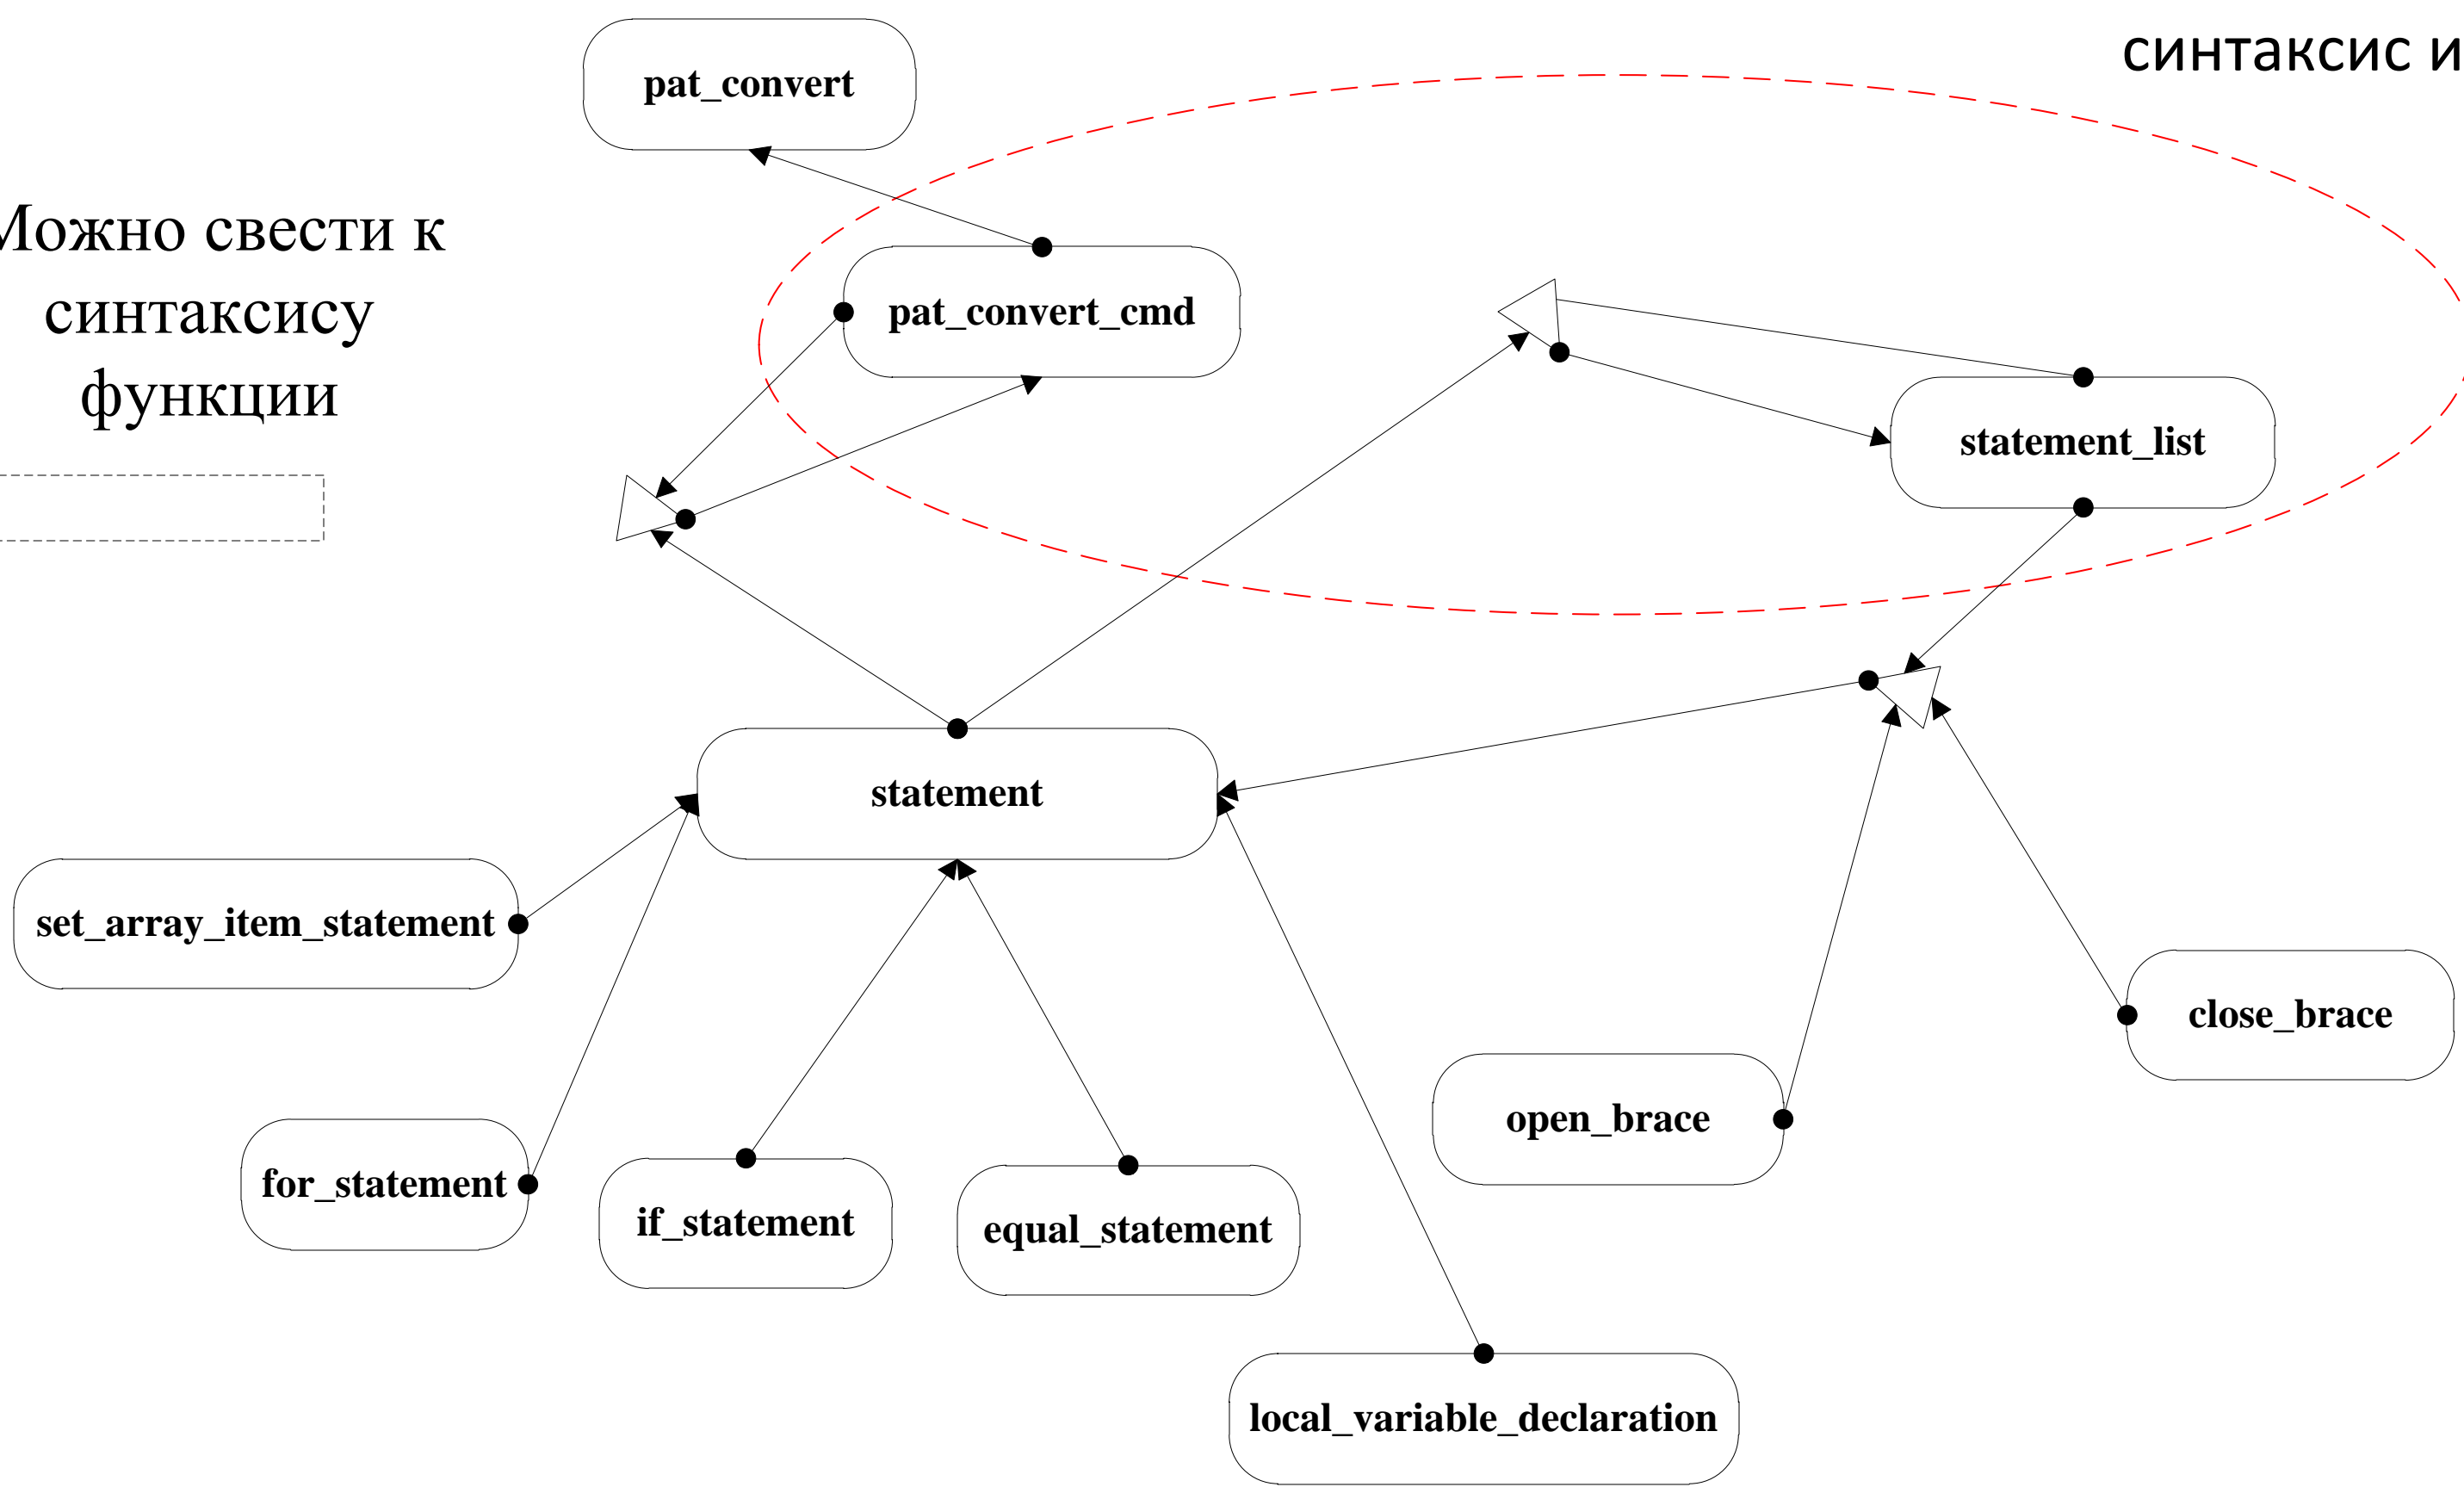 синтаксис и
pat_convert
Можно свести к
синтаксису
функции
pat_convert_cmd
statement_list
statement
set_array_item_statement
close_brace
open_brace
for_statement
if_statement
equal_statement
local_variable_declaration